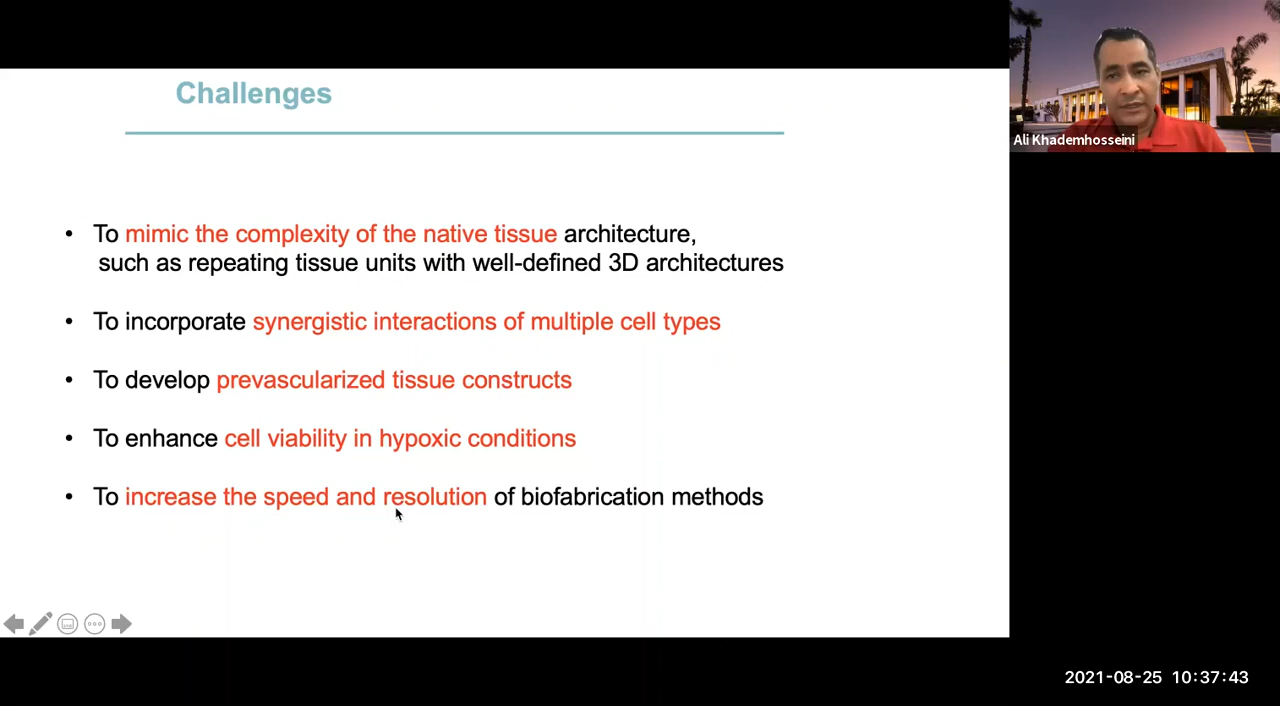 Challenges
• To mimic the complexity of the native tissue architecture,
such as repeating tissue units with well-defined 3D architectures
• To incorporate synergistic interactions of multiple cell types
• To develop prevascularized tissue constructs
• To enhance cell viability in hypoxic conditions
• To increase the speed and resolution of biofabrication methods
Ali Khademhosseini
2021-08-25 10:37:43